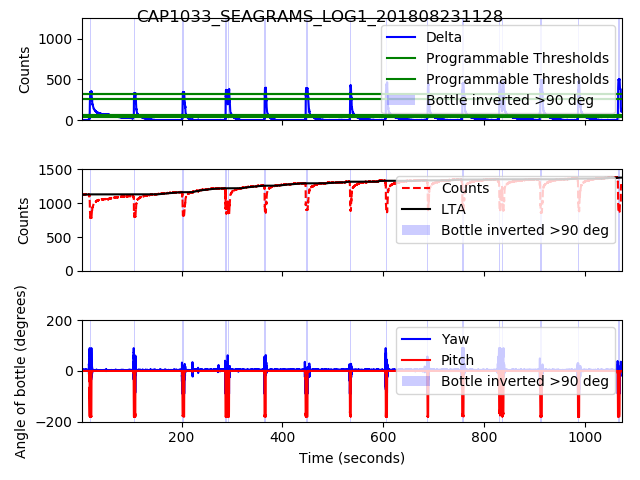 CAP1033_SEAGRAMS_LOG1_201808231128
1000
500
0
Counts
Delta
Programmable Thresholds
Programmable Thresholds
Bottle inverted >90 deg
1500
1000
500
0
Counts
Counts
LTA
Bottle inverted >90 deg
200
0
−200
Angle of bottle (degrees)
Yaw
Pitch
Bottle inverted >90 deg
200 400 600 800 1000
Time (seconds)